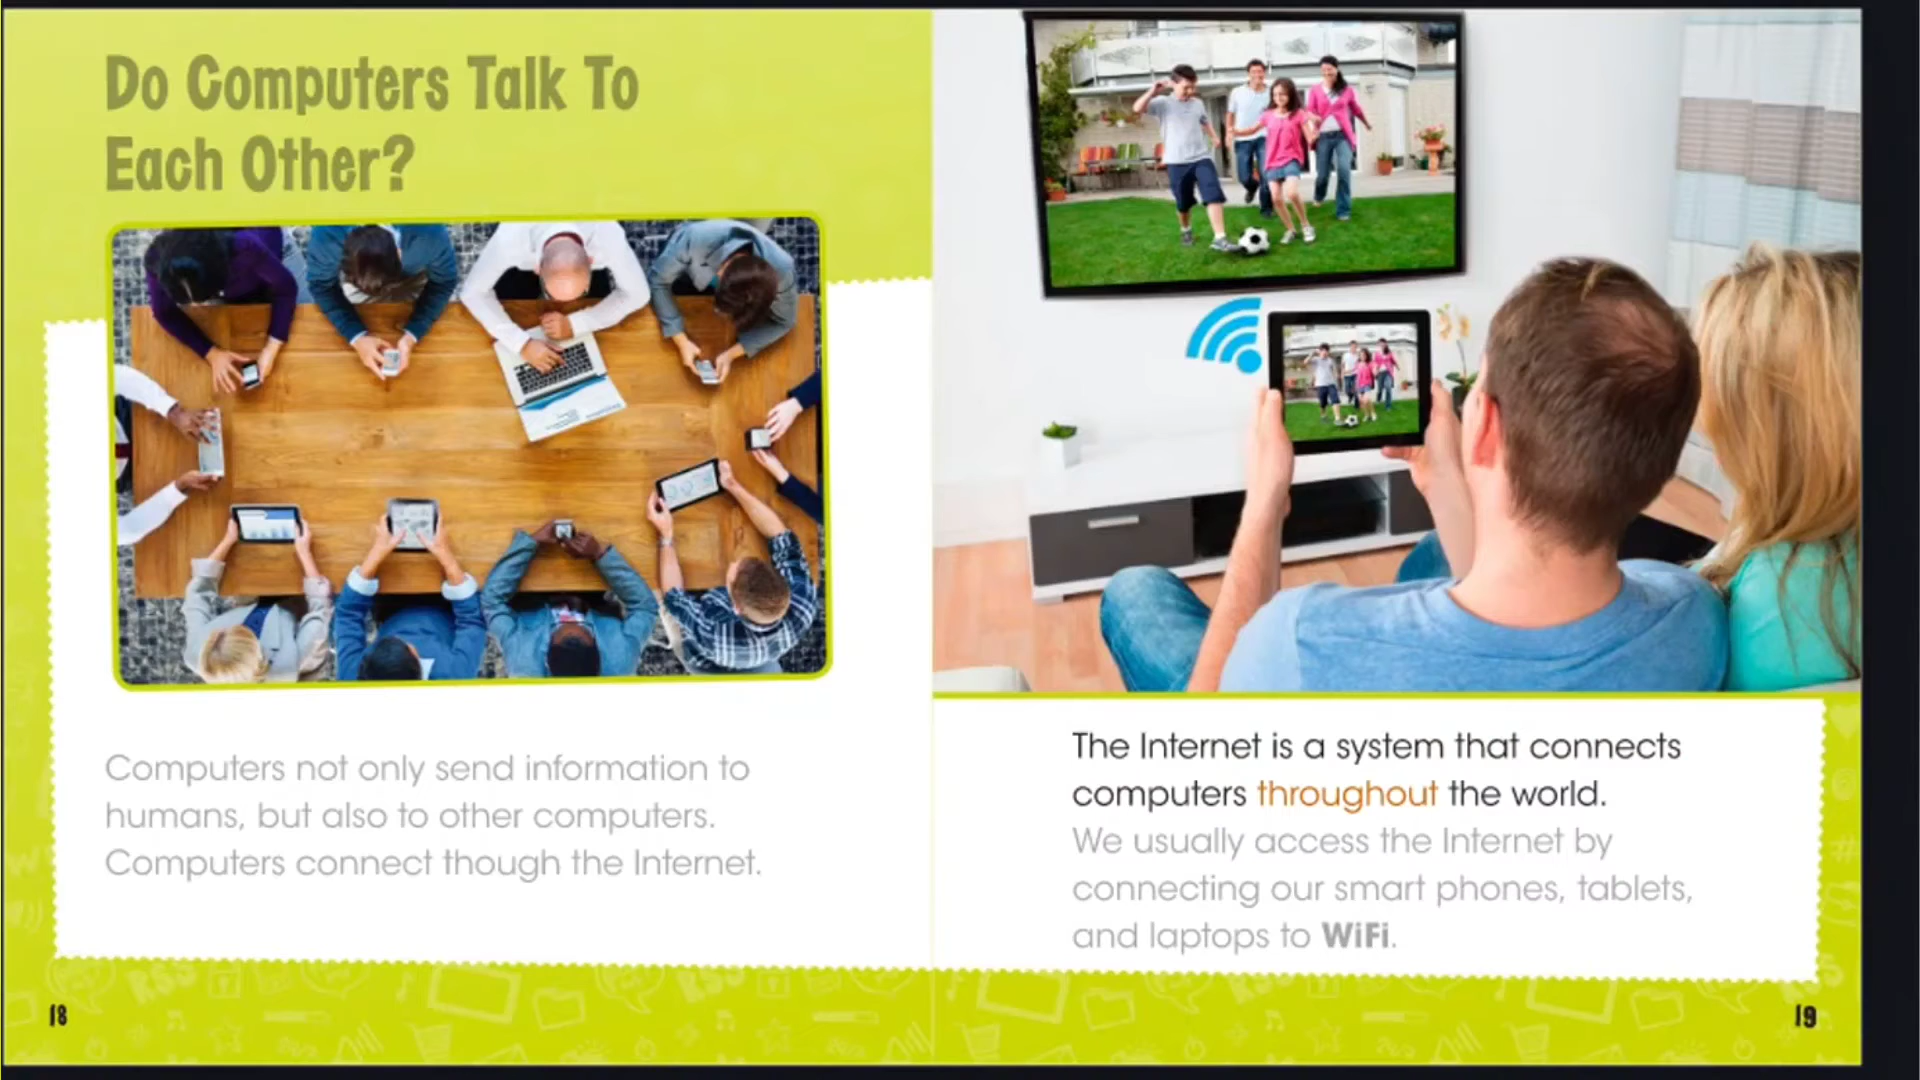 Do Computers Talk To
Each Other?
Computers not only send information to
humans, but also to other computers.
Computers connect though the Internet.
18
The Internet is a system that connects
computers throughout the world.
We usually access the Internet by
connecting our smart phones, tablets,
and laptops to WiFi.
19